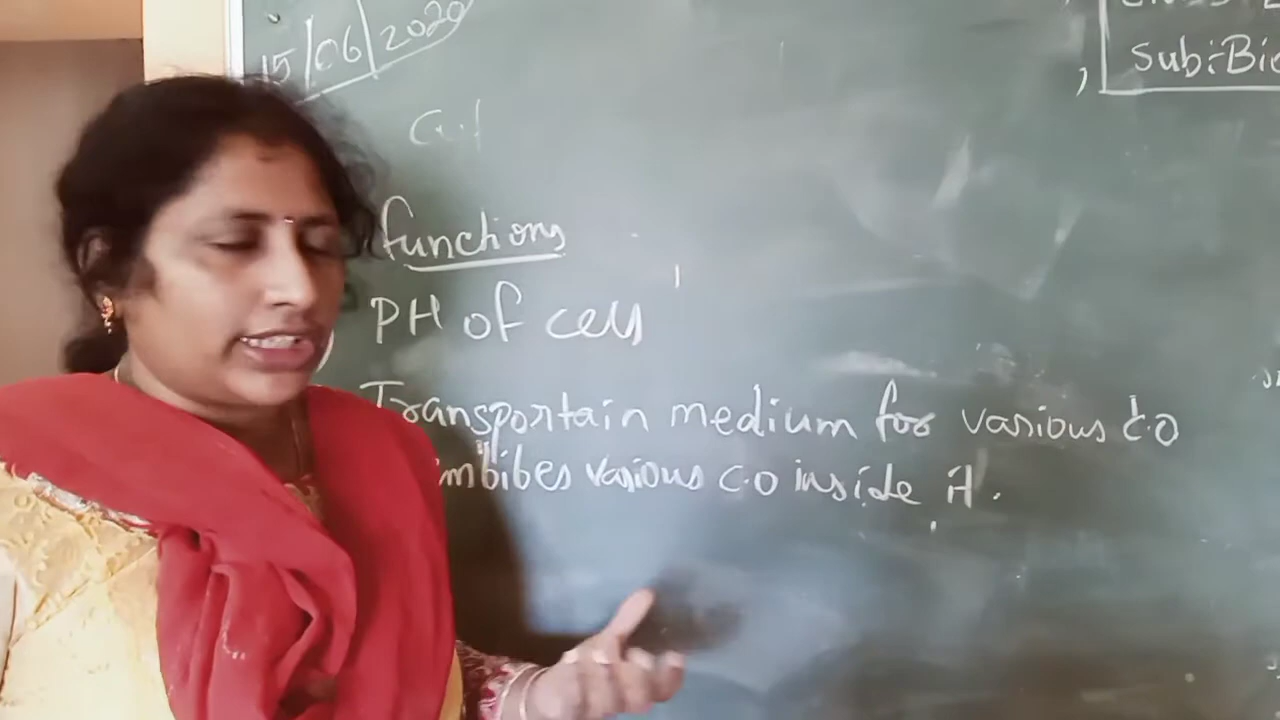 15/06/2020
Sub:-Bio
functions
PH of cell
Transportain medium for various C.O
imbibes various C.O inside it.